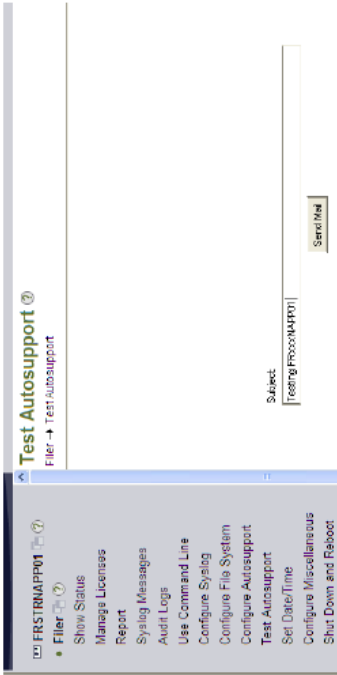 FRSTRNAPP01
Filer
Show Status
Manage Licenses
Report
Syslog Messages
Audit Logs
Use Command Line
Configure Syslog
Configure File System
Configure Autosupport
Test Autosupport
Set Date/Time
Configure Miscellaneous
Shut Down and Reboot
Test Autosupport
Filer → Test Autosupport
Subject:
Send Mail